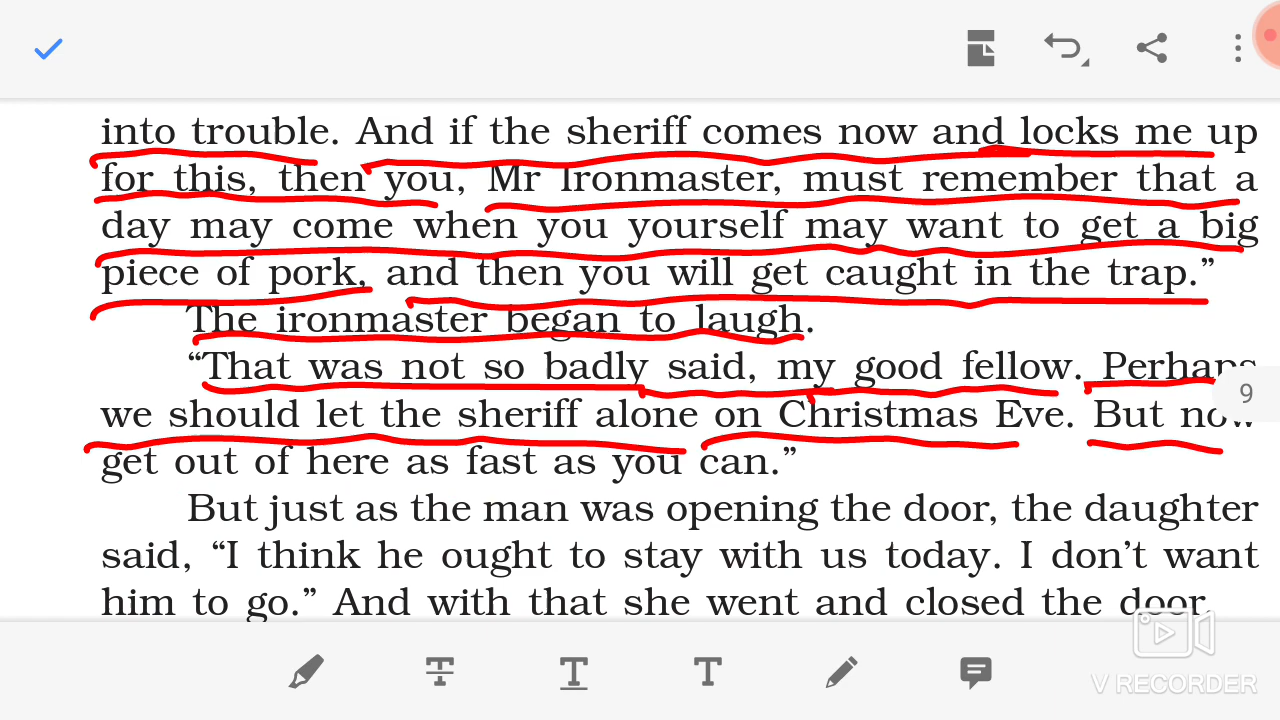 into trouble. And if the sheriff comes now and locks me up
for this, then you, Mr Ironmaster, must remember that a
day may come when you yourself may want to get a big
piece of pork, and then you will get caught in the trap.”
The ironmaster began to laugh.
“That was not so badly said, my good fellow. Perhaps
we should let the sheriff alone on Christmas Eve. But now
get out of here as fast as you can.”
But just as the man was opening the door, the daughter
said, “I think he ought to stay with us today. I don’t want
him to go.” And with that she went and closed the door.
9
V RECORDER